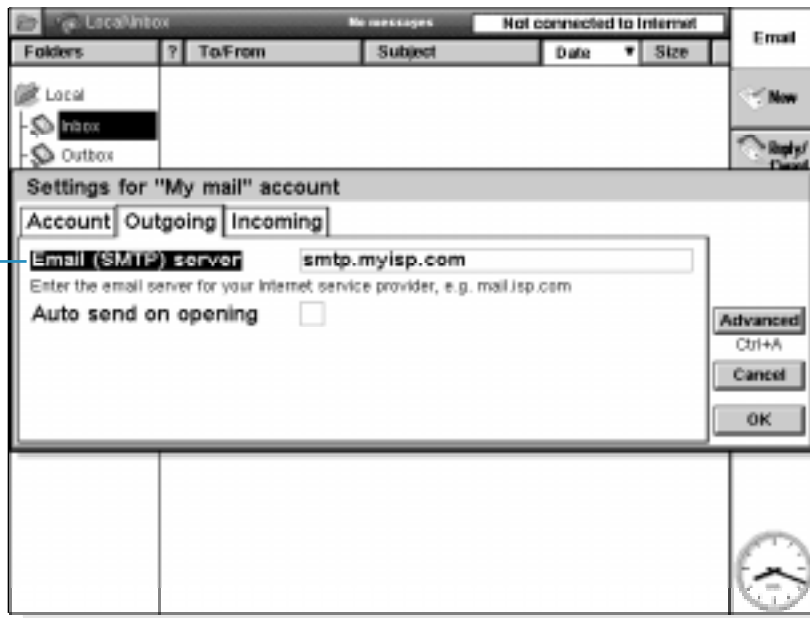 Local\Inbox No messages Not connected to Internet
Email
Folders ? To/From Subject Date Size
Local
Inbox
Outbox
New
Reply/
Settings for "My mail" account
Account Outgoing Incoming
Email (SMTP) server smtp.myisp.com
Enter the email server for your Internet service provider, e.g. mail.isp.com
Auto send on opening
Advanced
Ctrl+A
Cancel
OK